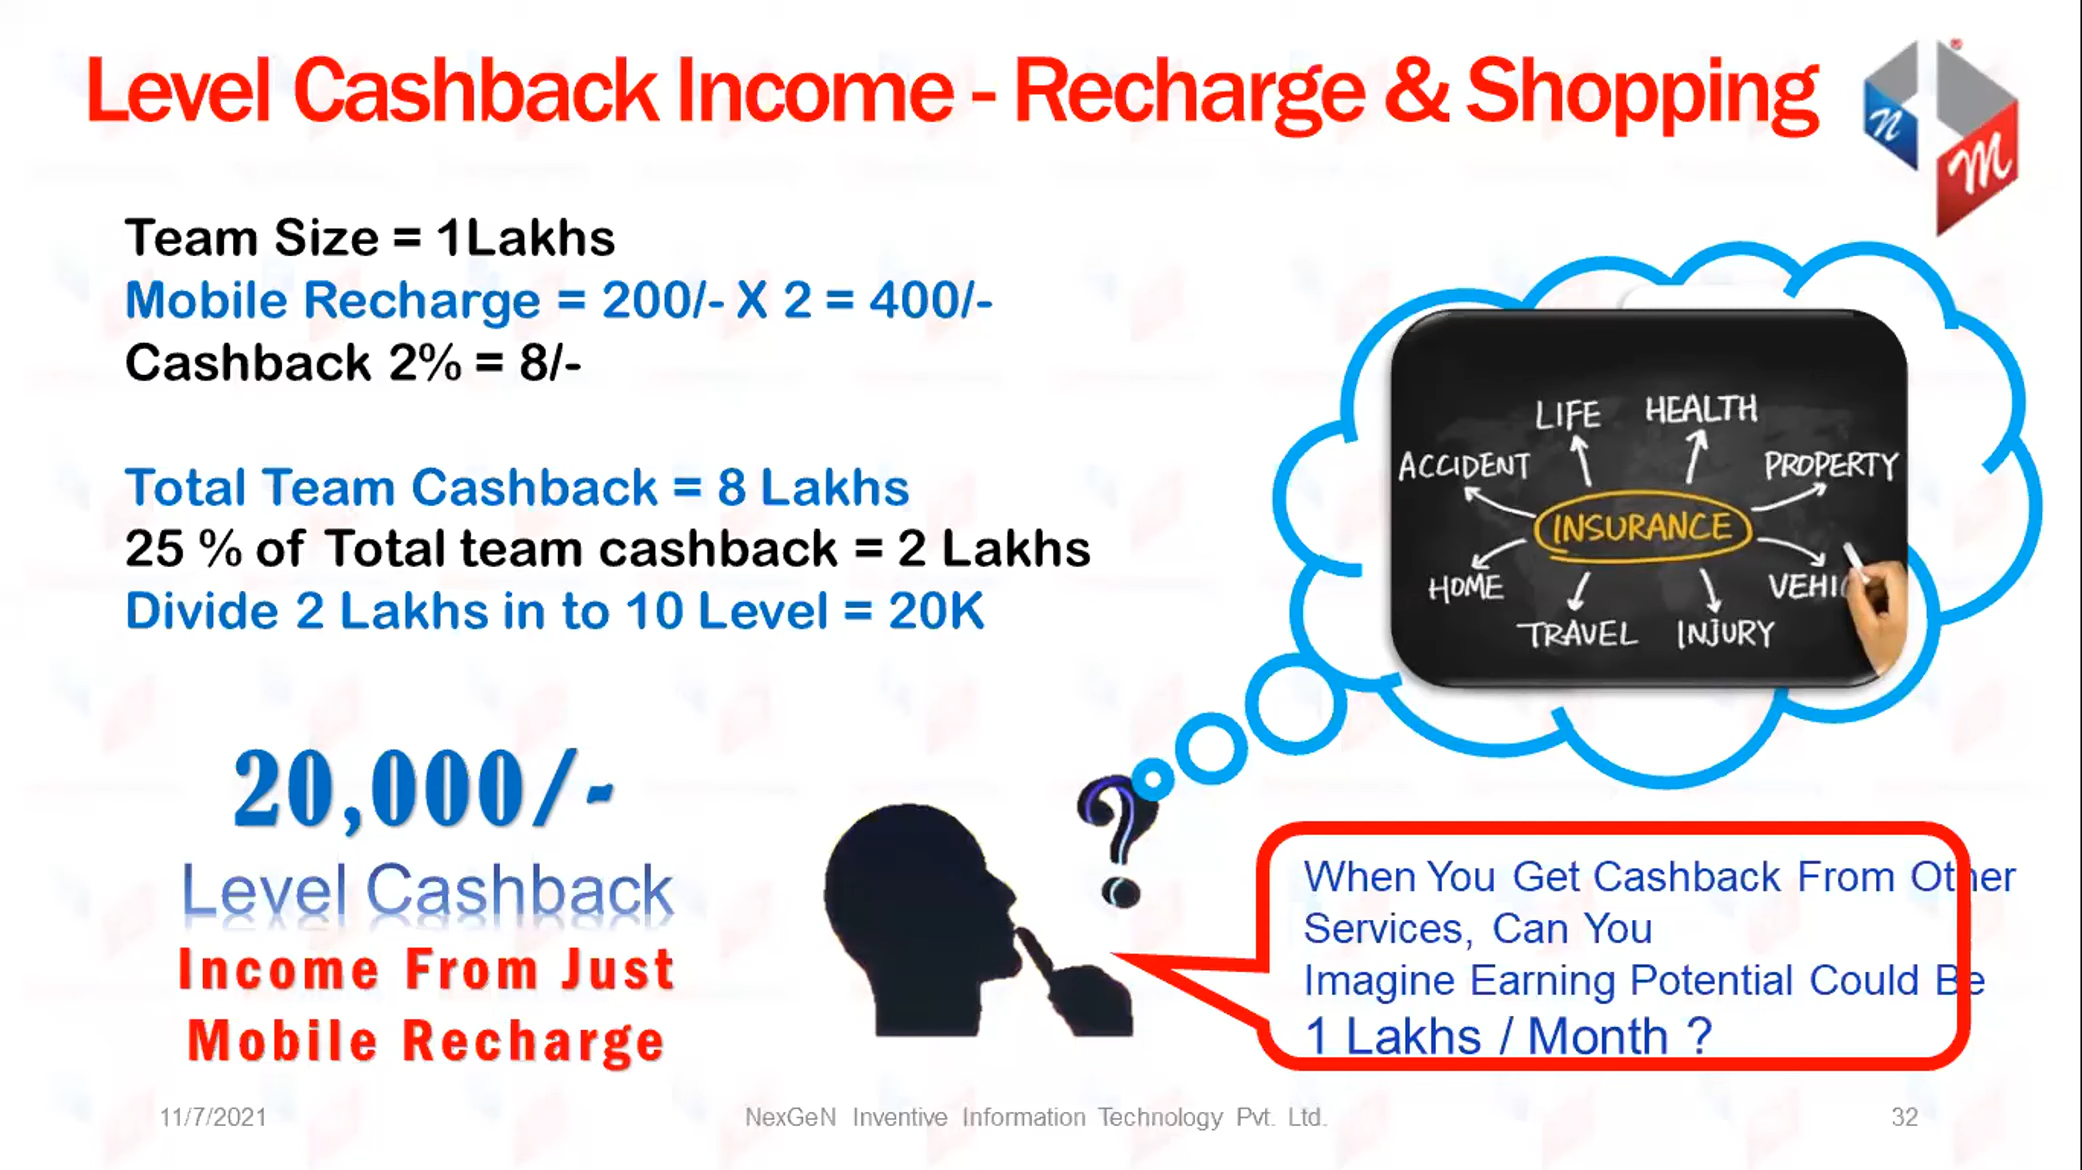 Level Cashback Income - Recharge & Shopping
n
M
®
Team Size = 1Lakhs
Mobile Recharge = 200/- X 2 = 400/-
Cashback 2% = 8/-
Total Team Cashback = 8 Lakhs
25 % of Total team cashback = 2 Lakhs
Divide 2 Lakhs in to 10 Level = 20K
LIFE HEALTH
ACCIDENT PROPERTY
INSURANCE
HOME VEHIC
TRAVEL INJURY
20,000/-
Level Cashback
Income From Just
Mobile Recharge
?
When You Get Cashback From Other
Services, Can You
Imagine Earning Potential Could Be
1 Lakhs / Month ?
11/7/2021 NexGeN Inventive Information Technology Pvt. Ltd. 32